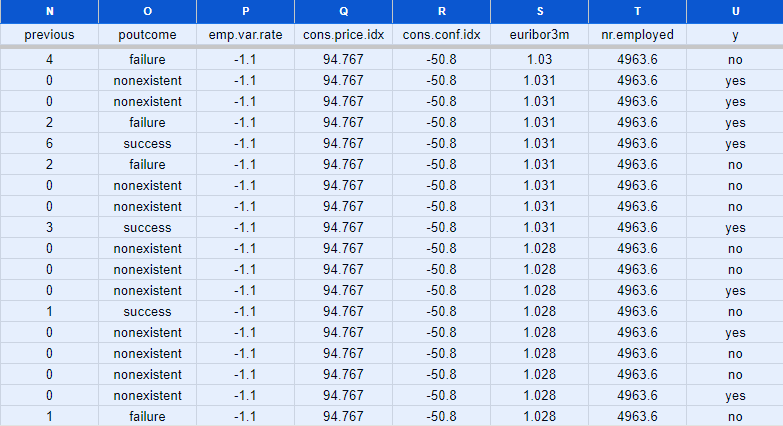 N O P Q R S T U
previous poutcome emp.var.rate cons.price.idx cons.conf.idx euribor3m nr.employed y
4 failure -1.1 94.767 -50.8 1.03 4963.6 no
0 nonexistent -1.1 94.767 -50.8 1.031 4963.6 yes
0 nonexistent -1.1 94.767 -50.8 1.031 4963.6 yes
2 failure -1.1 94.767 -50.8 1.031 4963.6 yes
6 success -1.1 94.767 -50.8 1.031 4963.6 yes
2 failure -1.1 94.767 -50.8 1.031 4963.6 no
0 nonexistent -1.1 94.767 -50.8 1.031 4963.6 no
0 nonexistent -1.1 94.767 -50.8 1.031 4963.6 no
3 success -1.1 94.767 -50.8 1.031 4963.6 yes
0 nonexistent -1.1 94.767 -50.8 1.028 4963.6 no
0 nonexistent -1.1 94.767 -50.8 1.028 4963.6 no
0 nonexistent -1.1 94.767 -50.8 1.028 4963.6 yes
1 success -1.1 94.767 -50.8 1.028 4963.6 no
0 nonexistent -1.1 94.767 -50.8 1.028 4963.6 yes
0 nonexistent -1.1 94.767 -50.8 1.028 4963.6 no
0 nonexistent -1.1 94.767 -50.8 1.028 4963.6 no
0 nonexistent -1.1 94.767 -50.8 1.028 4963.6 yes
1 failure -1.1 94.767 -50.8 1.028 4963.6 no